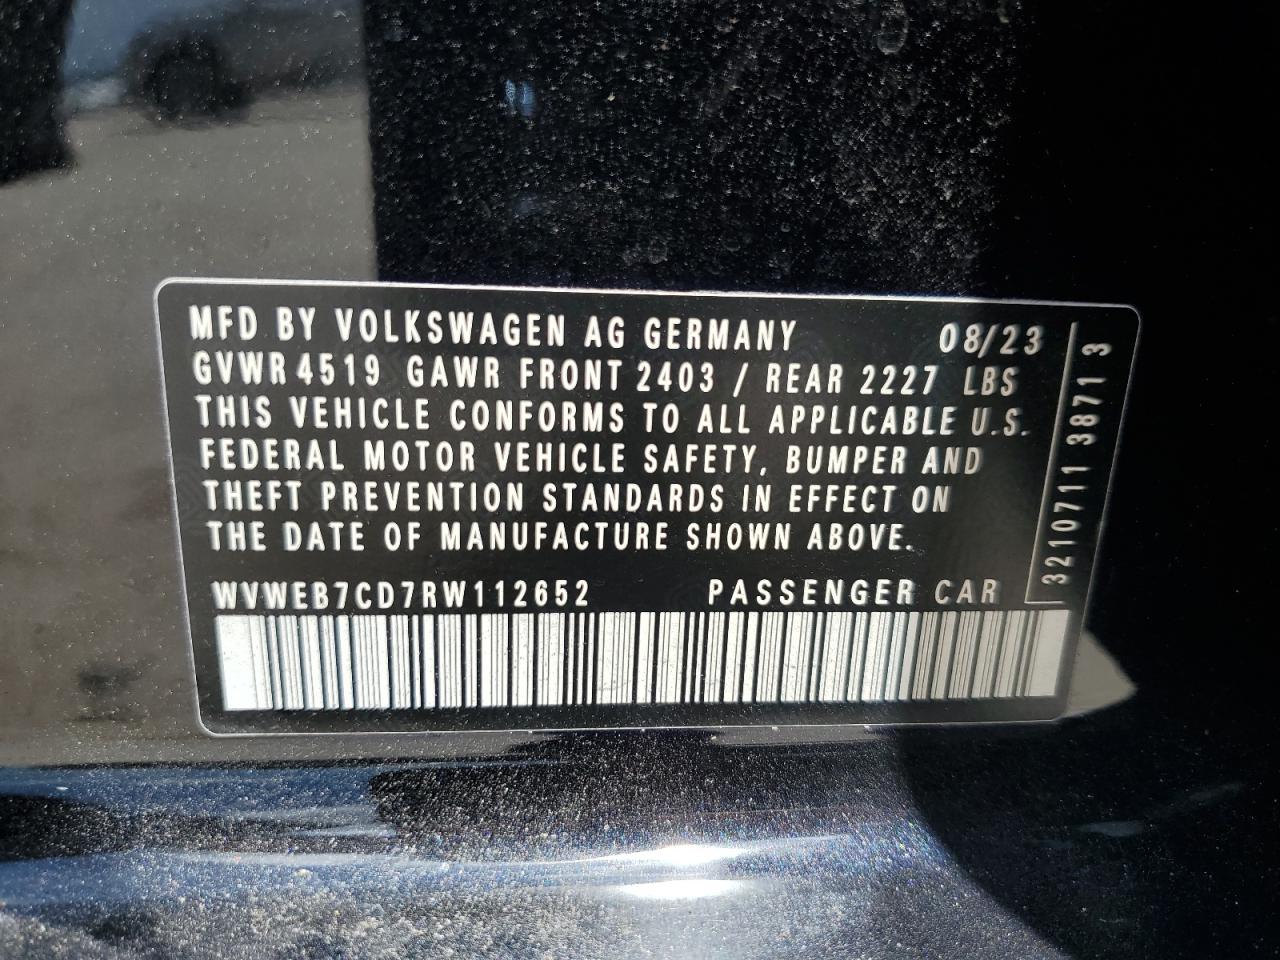 MFD BY VOLKSWAGEN AG GERMANY 08/23
GVWR 4519 GAWR FRONT 2403 / REAR 2227 LBS
THIS VEHICLE CONFORMS TO ALL APPLICABLE U.S.
FEDERAL MOTOR VEHICLE SAFETY, BUMPER AND
THEFT PREVENTION STANDARDS IN EFFECT ON
THE DATE OF MANUFACTURE SHOWN ABOVE.
WVWEB7CD7RW112652 PASSENGER CAR
3210711 3871 3